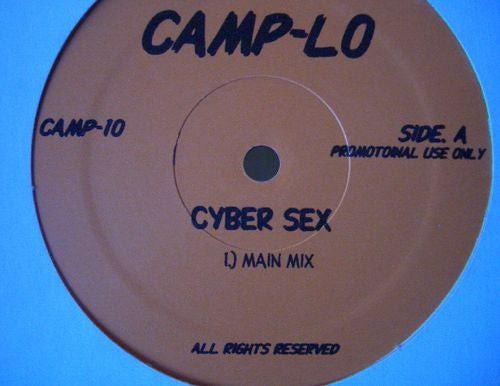 CAMP-LO
CAMP-10
SIDE. A
PROMOTOINAL USE ONLY
CYBER SEX
1.) MAIN MIX
ALL RIGHTS RESERVED